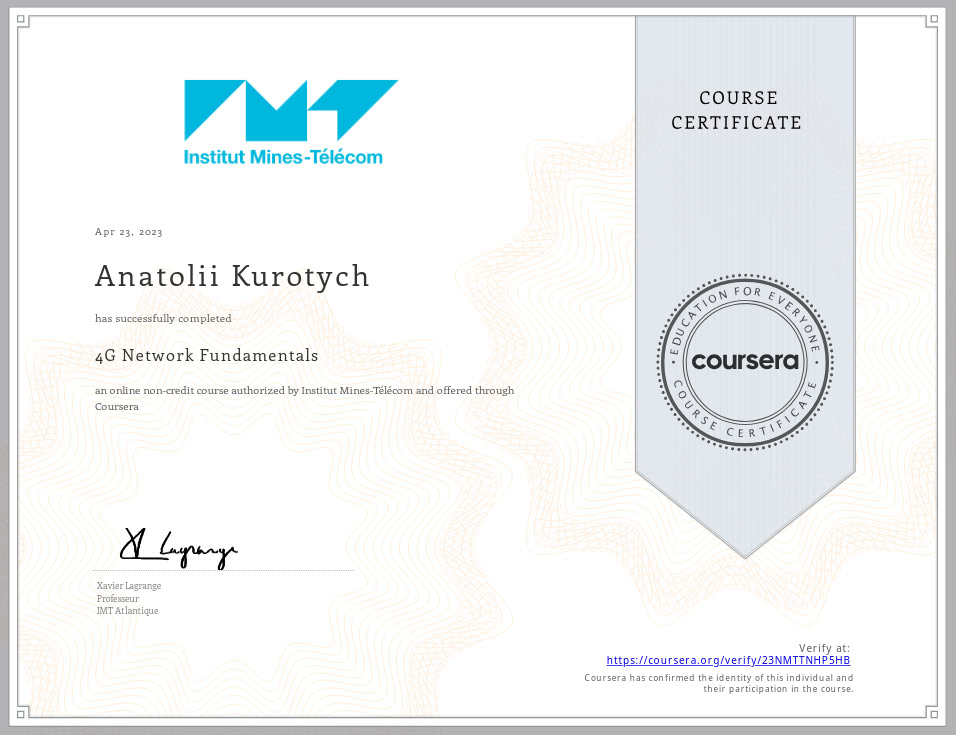 Institut Mines-Télécom
COURSE
CERTIFICATE
Apr 23, 2023
Anatolii Kurotych
has successfully completed
4G Network Fundamentals
an online non-credit course authorized by Institut Mines-Télécom and offered through
Coursera
EDUCATION FOR EVERYONE
coursera
COURSE CERTIFICATE
X Lagrange
Xavier Lagrange
Professeur
IMT Atlantique
Verify at:
https://coursera.org/verify/23NMTTNHP5HB
Coursera has confirmed the identity of this individual and
their participation in the course.